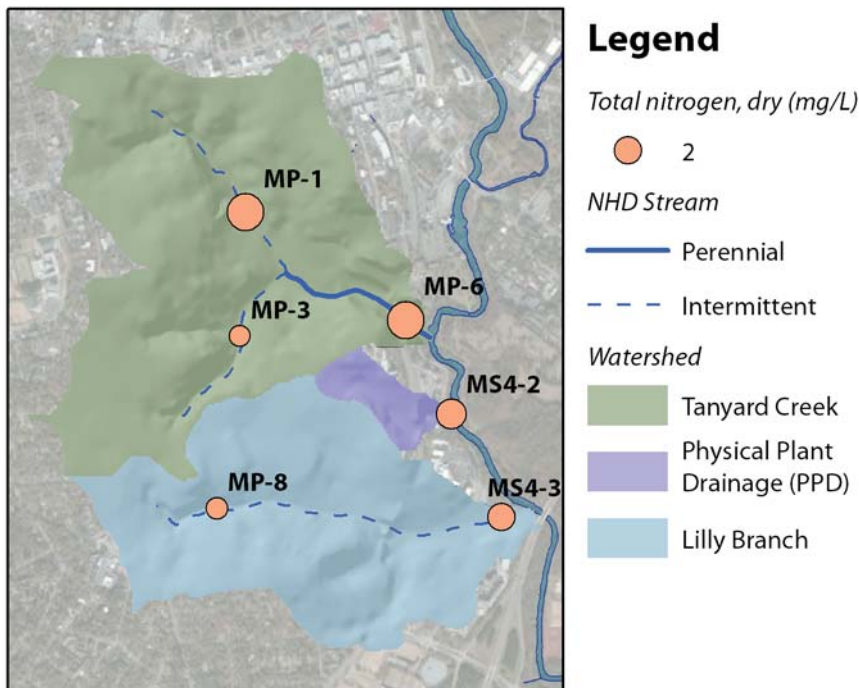 Legend
Total nitrogen, dry (mg/L)
2
NHD Stream
Perennial
Intermittent
Watershed
Tanyard Creek
Physical Plant
Drainage (PPD)
Lilly Branch
MP-1
MP-6
MP-3
MS4-2
MP-8
MS4-3